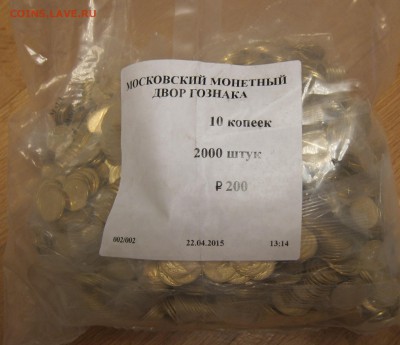 COINS.LAVE.RU
МОСКОВСКИЙ МОНЕТНЫЙ
ДВОР ГОЗНАКА
10 копеек
2000 штук
₽ 200
002/002 22.04.2015 13:14